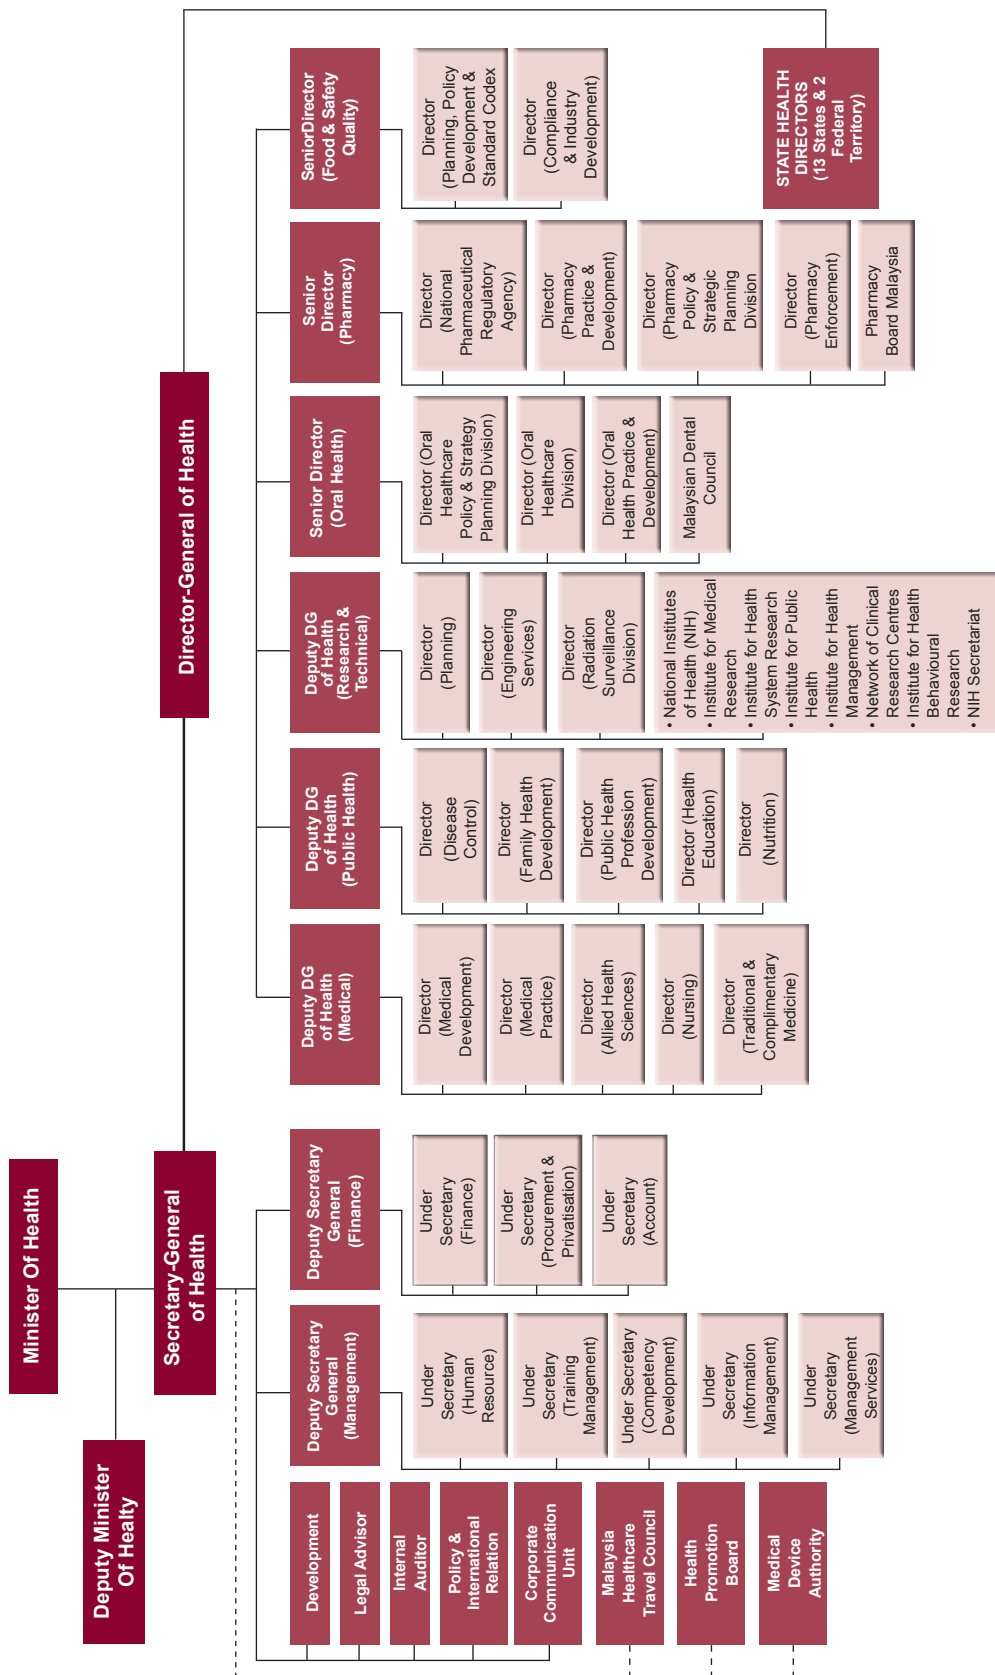 Minister Of Health
Deputy Minister
Of Healty
Secretary-General
of Health
Director-General of Health
Development
Legal Advisor
Internal
Auditor
Policy &
International
Relation
Corporate
Communication
Unit
Malaysia
Healthcare
Travel Council
Health
Promotion
Board
Medical
Device
Authority
Deputy Secretary
General
(Management)
Under
Secretary
(Human
Resource)
Under
Secretary
(Training
Management)
Under Secretary
(Competency
Development)
Under
Secretary
(Information
Management)
Under
Secretary
(Management
Services)
Deputy Secretary
General
(Finance)
Under
Secretary
(Finance)
Under
Secretary
(Procurement &
Privatisation)
Under
Secretary
(Account)
Deputy DG
of Health
(Medical)
Director
(Medical
Development)
Director
(Medical
Practice)
Director
(Allied Health
Sciences)
Director
(Nursing)
Director
(Traditional &
Complimentary
Medicine)
Deputy DG
of Health
(Public Health)
Director
(Disease
Control)
Director
(Family Health
Development)
Director
(Public Health
Profession
Development)
Director (Health
Education)
Director
(Nutrition)
Deputy DG
of Health
(Research &
Technical)
Director
(Planning)
Director
(Engineering
Services)
Director
(Radiation
Surveillance
Division)
• National Institutes
of Health (NIH)
• Institute for Medical
Research
• Institute for Health
System Research
• Institute for Public
Health
• Institute for Health
Management
• Network of Clinical
Research Centres
• Institute for Health
Behavioural
Research
• NIH Secretariat
Senior Director
(Oral Health)
Director (Oral
Healthcare
Policy & Strategy
Planning Division)
Director (Oral
Healthcare
Division)
Director (Oral
Health Practice &
Development)
Malaysian Dental
Council
Senior
Director
(Pharmacy)
Director
(National
Pharmaceutical
Regulatory
Agency)
Director
(Pharmacy
Practice &
Development)
Director
(Pharmacy
Policy &
Strategic
Planning
Division
Director
(Pharmacy
Enforcement)
Pharmacy
Board Malaysia
SeniorDirector
(Food & Safety
Quality)
Director
(Planning, Policy
Development &
Standard Codex
Director
(Compliance
& Industry
Development)
STATE HEALTH
DIRECTORS
(13 States & 2
Federal
Territory)